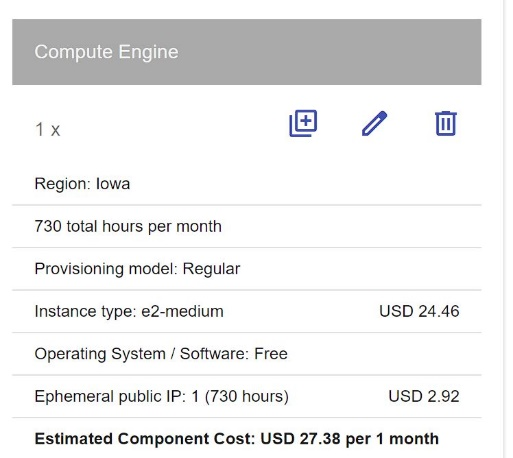 Compute Engine
1 x
Region: Iowa
730 total hours per month
Provisioning model: Regular
Instance type: e2-medium USD 24.46
Operating System / Software: Free
Ephemeral public IP: 1 (730 hours) USD 2.92
Estimated Component Cost: USD 27.38 per 1 month